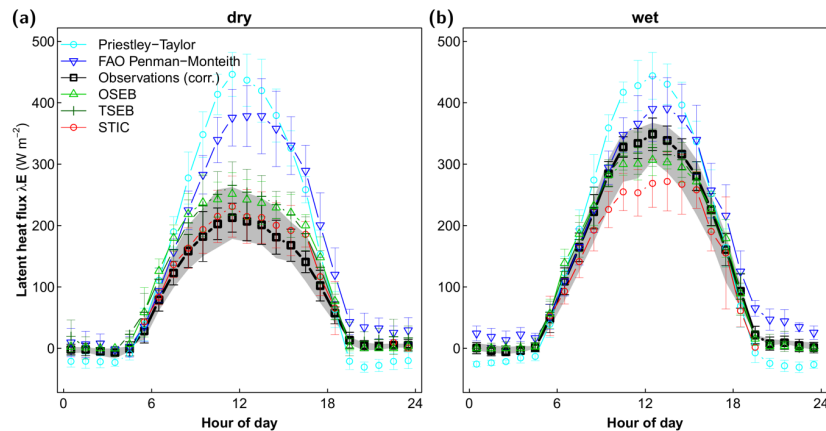 (a) dry
(b) wet
Latent heat flux λE (W m⁻²)
500
400
300
200
100
0
Priestley−Taylor
FAO Penman−Monteith
Observations (corr.)
OSEB
TSEB
STIC
0 6 12 18 24
Hour of day
500
400
300
200
100
0
0 6 12 18 24
Hour of day